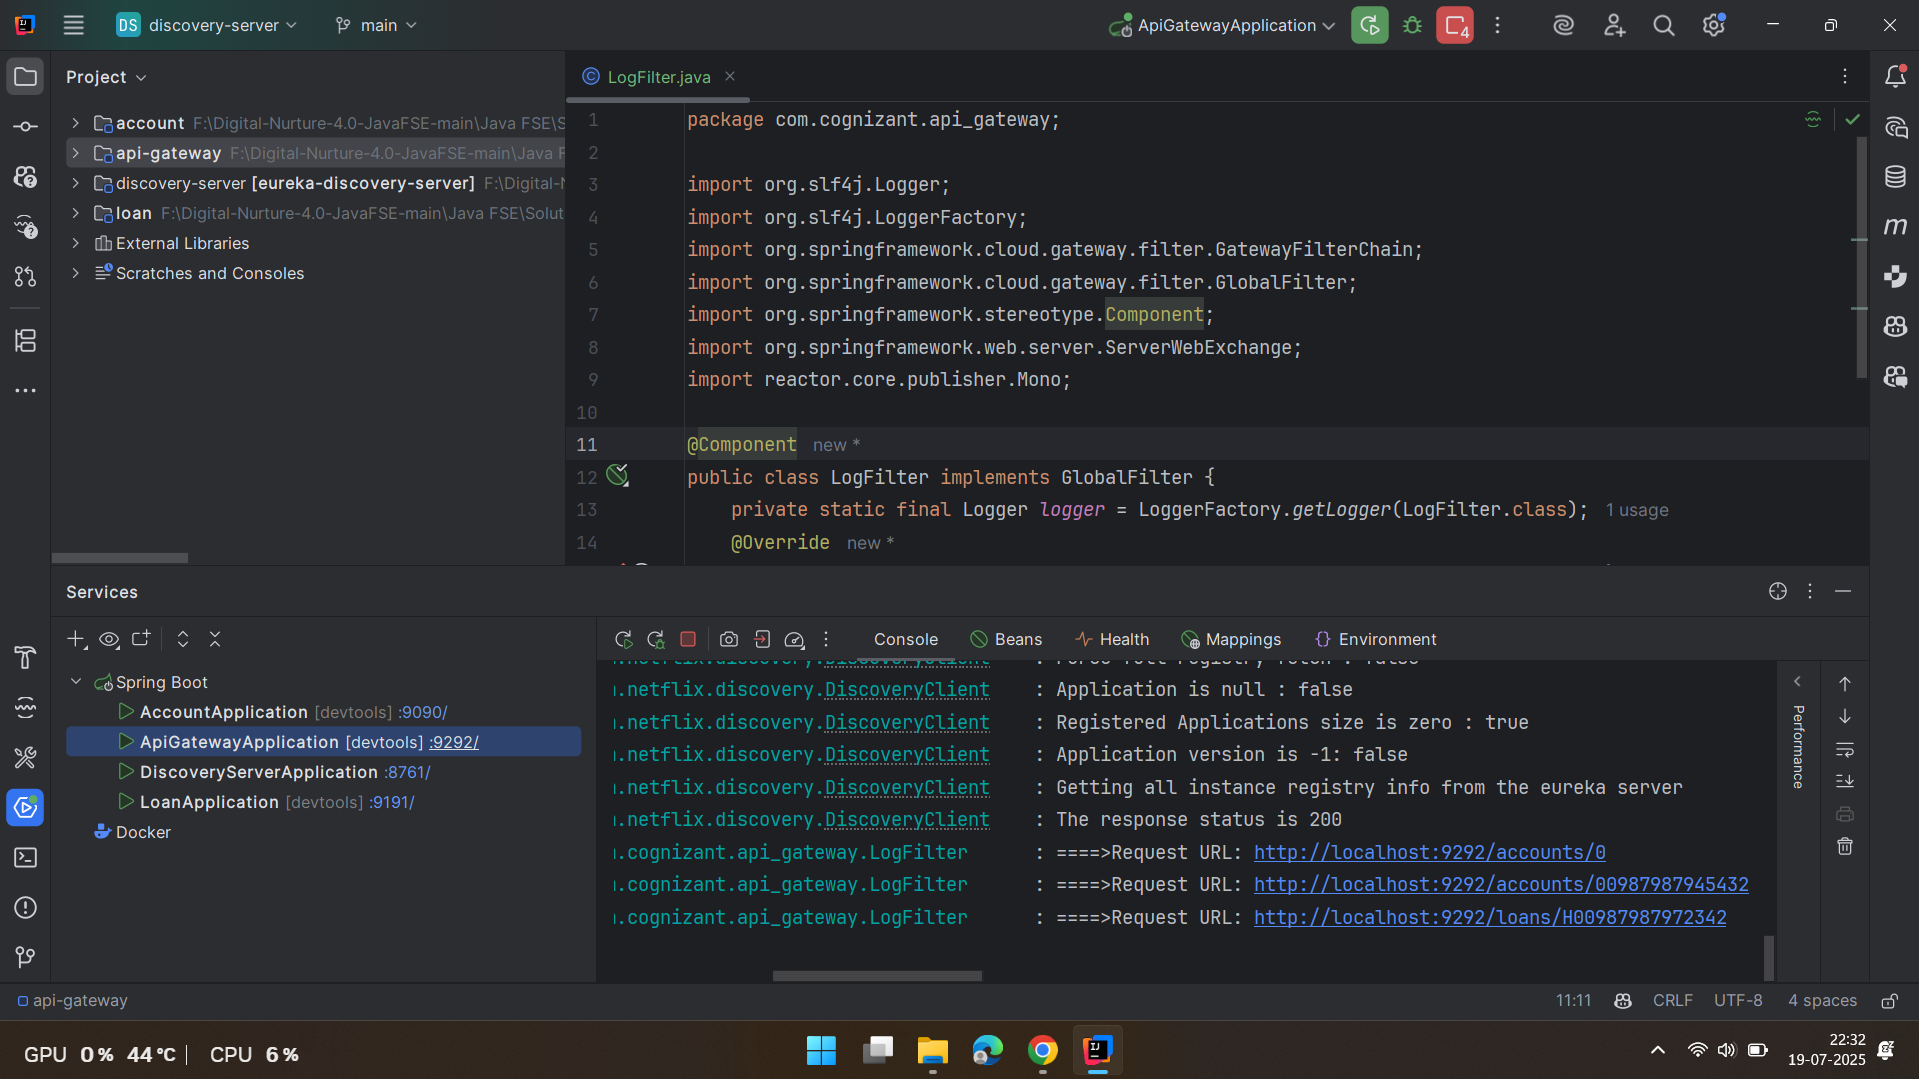 DS discovery-server main ApiGatewayApplication 4
Project
account F:\Digital-Nurture-4.0-JavaFSE-main\Java FSE\S
api-gateway F:\Digital-Nurture-4.0-JavaFSE-main\Java F
discovery-server [eureka-discovery-server] F:\Digital-N
loan F:\Digital-Nurture-4.0-JavaFSE-main\Java FSE\Solut
External Libraries
Scratches and Consoles
LogFilter.java
1 package com.cognizant.api_gateway;
2
3 import org.slf4j.Logger;
4 import org.slf4j.LoggerFactory;
5 import org.springframework.cloud.gateway.filter.GatewayFilterChain;
6 import org.springframework.cloud.gateway.filter.GlobalFilter;
7 import org.springframework.stereotype.Component;
8 import org.springframework.web.server.ServerWebExchange;
9 import reactor.core.publisher.Mono;
10
11 @Component new *
12 public class LogFilter implements GlobalFilter {
13 private static final Logger logger = LoggerFactory.getLogger(LogFilter.class); 1 usage
14 @Override new *
Services
Spring Boot
AccountApplication [devtools] :9090/
ApiGatewayApplication [devtools] :9292/
DiscoveryServerApplication :8761/
LoanApplication [devtools] :9191/
Docker
Console Beans Health Mappings Environment
.netflix.discovery.DiscoveryClient : Force full registry fetch : false
.netflix.discovery.DiscoveryClient : Application is null : false
.netflix.discovery.DiscoveryClient : Registered Applications size is zero : true
.netflix.discovery.DiscoveryClient : Application version is -1: false
.netflix.discovery.DiscoveryClient : Getting all instance registry info from the eureka server
.netflix.discovery.DiscoveryClient : The response status is 200
.cognizant.api_gateway.LogFilter : ====>Request URL: http://localhost:9292/accounts/0
.cognizant.api_gateway.LogFilter : ====>Request URL: http://localhost:9292/accounts/00987987945432
.cognizant.api_gateway.LogFilter : ====>Request URL: http://localhost:9292/loans/H00987987972342
Performance
api-gateway 11:11 CRLF UTF-8 4 spaces
GPU 0% 44°C | CPU 6%
22:32
19-07-2025